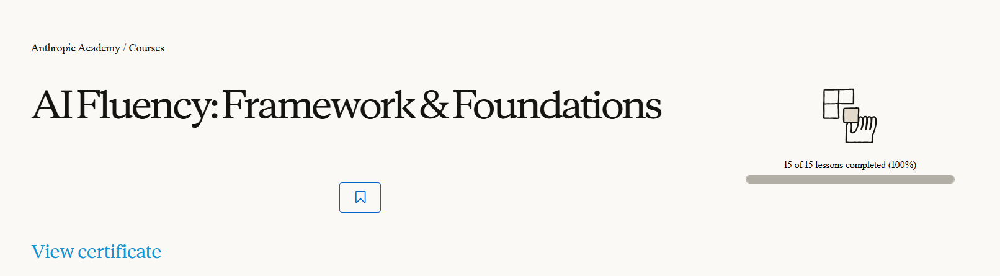 Anthropic Academy / Courses
AI Fluency: Framework & Foundations
15 of 15 lessons completed (100%)
View certificate